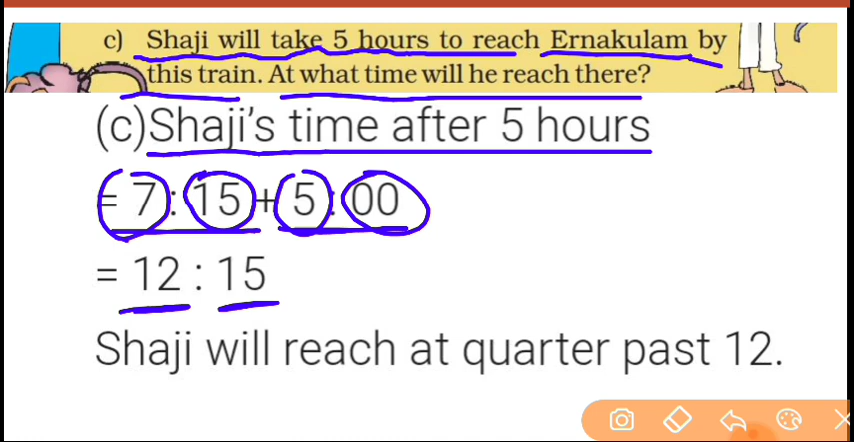 c) Shaji will take 5 hours to reach Ernakulam by
this train. At what time will he reach there?
(c)Shaji's time after 5 hours
= 7 : 15 + 5 : 00
= 12 : 15
Shaji will reach at quarter past 12.